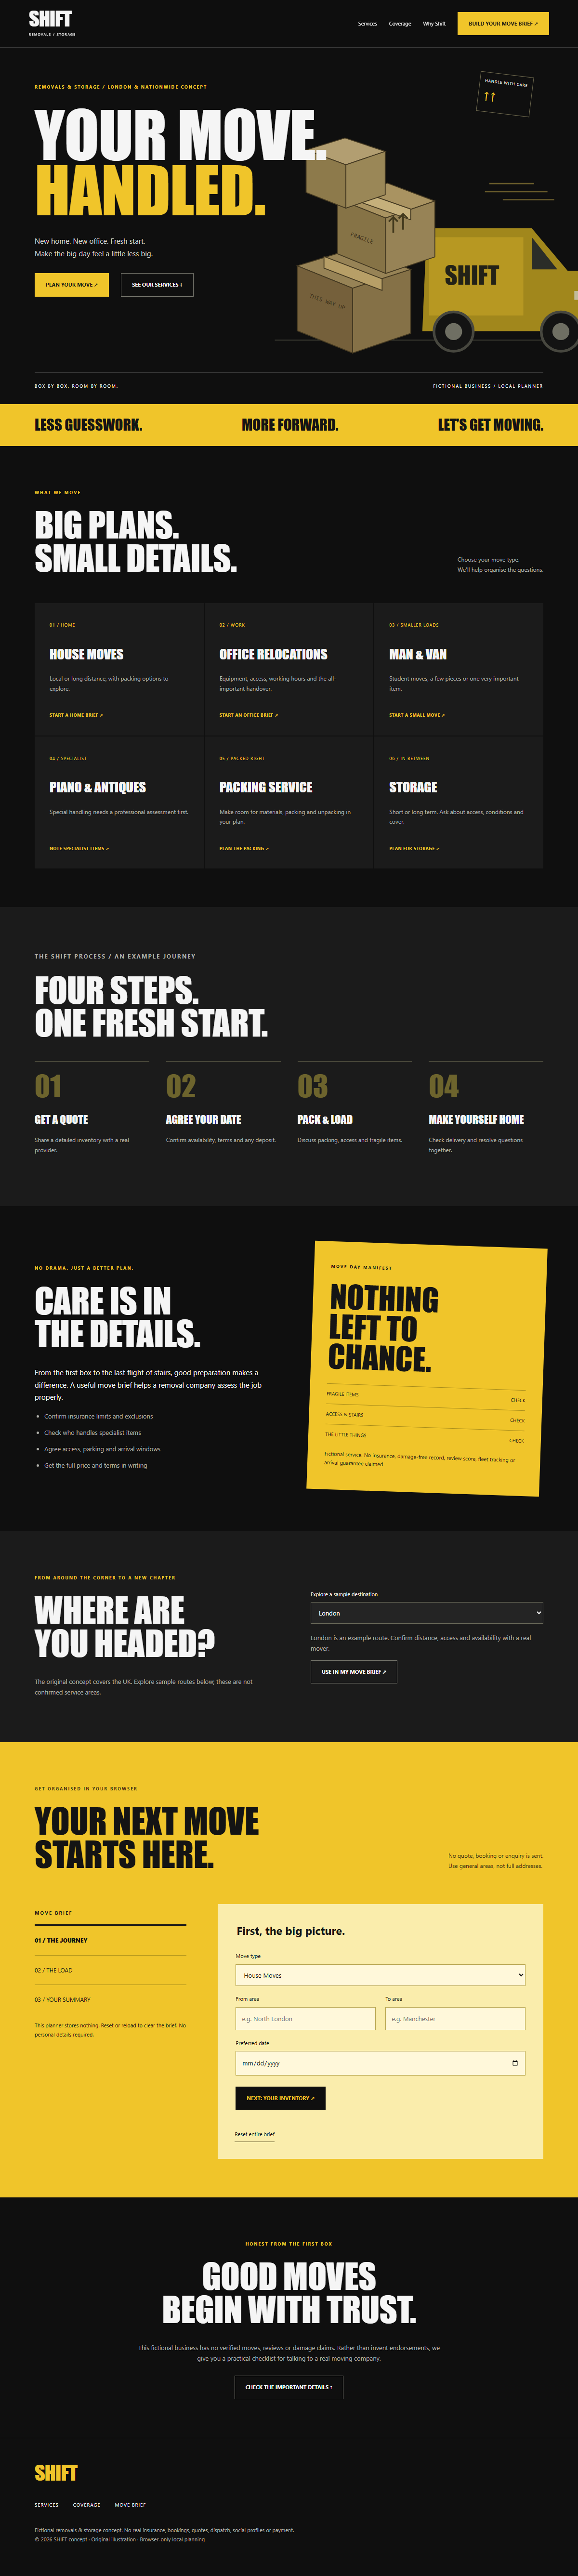 SHIFT
REMOVALS / STORAGE
Services
Coverage
Why Shift
BUILD YOUR MOVE BRIEF ↗
REMOVALS & STORAGE / LONDON & NATIONWIDE CONCEPT
HANDLE WITH CARE
↑↑
YOUR MOVE.
HANDLED.
New home. New office. Fresh start.
Make the big day feel a little less big.
PLAN YOUR MOVE ↗
SEE OUR SERVICES ↓
FRAGILE
THIS WAY UP
SHIFT
BOX BY BOX. ROOM BY ROOM.
FICTIONAL BUSINESS / LOCAL PLANNER
LESS GUESSWORK.
MORE FORWARD.
LET'S GET MOVING.
WHAT WE MOVE
BIG PLANS.
SMALL DETAILS.
Choose your move type.
We'll help organise the questions.
01 / HOME
HOUSE MOVES
Local or long distance, with packing options to
explore.
START A HOME BRIEF ↗
02 / WORK
OFFICE RELOCATIONS
Equipment, access, working hours and the all-
important handover.
START AN OFFICE BRIEF ↗
03 / SMALLER LOADS
MAN & VAN
Student moves, a few pieces or one very important
item.
START A SMALL MOVE ↗
04 / SPECIALIST
PIANO & ANTIQUES
Special handling needs a professional assessment first.
NOTE SPECIALIST ITEMS ↗
05 / PACKED RIGHT
PACKING SERVICE
Make room for materials, packing and unpacking in
your plan.
PLAN THE PACKING ↗
06 / IN BETWEEN
STORAGE
Short or long term. Ask about access, conditions and
cover.
PLAN FOR STORAGE ↗
THE SHIFT PROCESS / AN EXAMPLE JOURNEY
FOUR STEPS.
ONE FRESH START.
01
GET A QUOTE
Share a detailed inventory with a real
provider.
02
AGREE YOUR DATE
Confirm availability, terms and any deposit.
03
PACK & LOAD
Discuss packing, access and fragile items.
04
MAKE YOURSELF HOME
Check delivery and resolve questions
together.
NO DRAMA. JUST A BETTER PLAN.
CARE IS IN
THE DETAILS.
From the first box to the last flight of stairs, good preparation makes a
difference. A useful move brief helps a removal company assess the job
properly.
Confirm insurance limits and exclusions
Check who handles specialist items
Agree access, parking and arrival windows
Get the full price and terms in writing
MOVE DAY MANIFEST
NOTHING
LEFT TO
CHANCE.
FRAGILE ITEMS CHECK
ACCESS & STAIRS CHECK
THE LITTLE THINGS CHECK
Fictional service. No insurance, damage-free record, review score, fleet tracking or
arrival guarantee claimed.
FROM AROUND THE CORNER TO A NEW CHAPTER
WHERE ARE
YOU HEADED?
The original concept covers the UK. Explore sample routes below; these are not
confirmed service areas.
Explore a sample destination
London
London is an example route. Confirm distance, access and availability with a real
mover.
USE IN MY MOVE BRIEF ↗
GET ORGANISED IN YOUR BROWSER
YOUR NEXT MOVE
STARTS HERE.
No quote, booking or enquiry is sent.
Use general areas, not full addresses.
MOVE BRIEF
01 / THE JOURNEY
02 / THE LOAD
03 / YOUR SUMMARY
This planner stores nothing. Reset or reload to clear the brief. No
personal details required.
First, the big picture.
Move type
House Moves
From area
e.g. North London
To area
e.g. Manchester
Preferred date
mm/dd/yyyy
NEXT: YOUR INVENTORY ↗
Reset entire brief
HONEST FROM THE FIRST BOX
GOOD MOVES
BEGIN WITH TRUST.
This fictional business has no verified moves, reviews or damage claims. Rather than invent endorsements, we
give you a practical checklist for talking to a real moving company.
CHECK THE IMPORTANT DETAILS ↑
SHIFT
SERVICES
COVERAGE
MOVE BRIEF
Fictional removals & storage concept. No real insurance, bookings, quotes, dispatch, social profiles or payment.
© 2026 SHIFT concept · Original illustration · Browser-only local planning